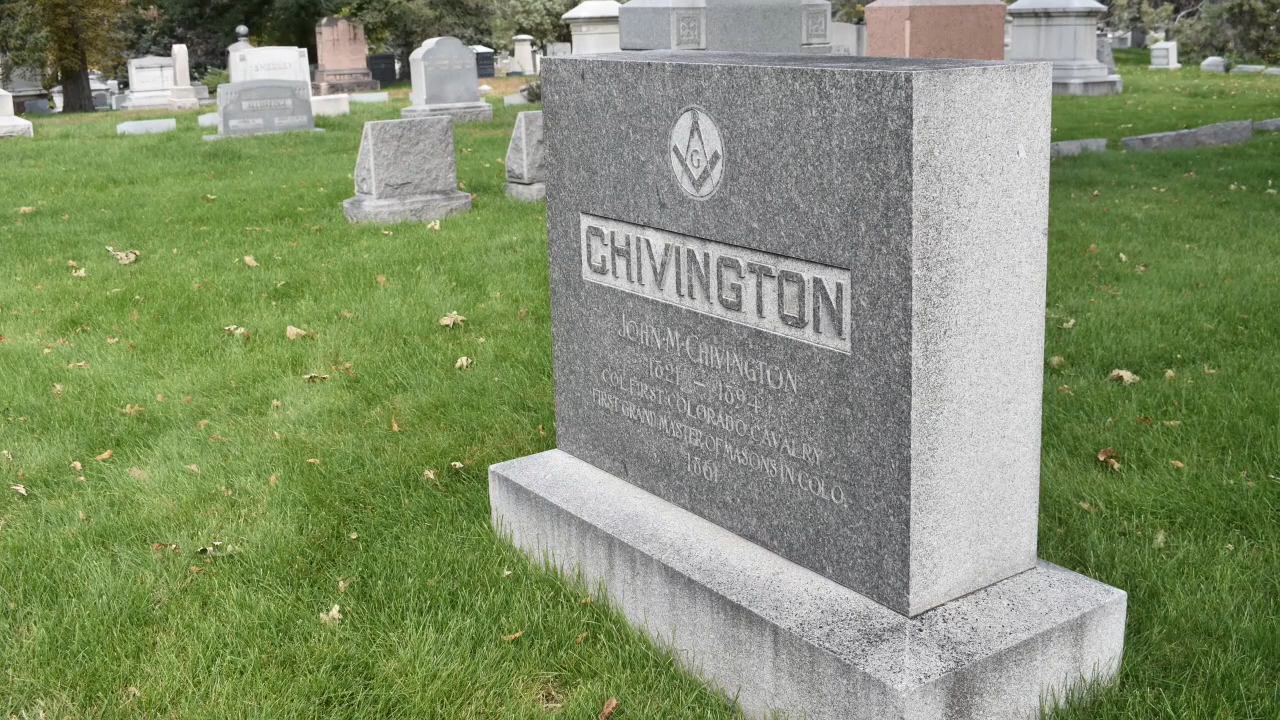 G
CHIVINGTON
JOHN M. CHIVINGTON
1821 – 1894
COL. FIRST COLORADO CAVALRY
FIRST GRAND MASTER OF MASONS IN COLO.
1861